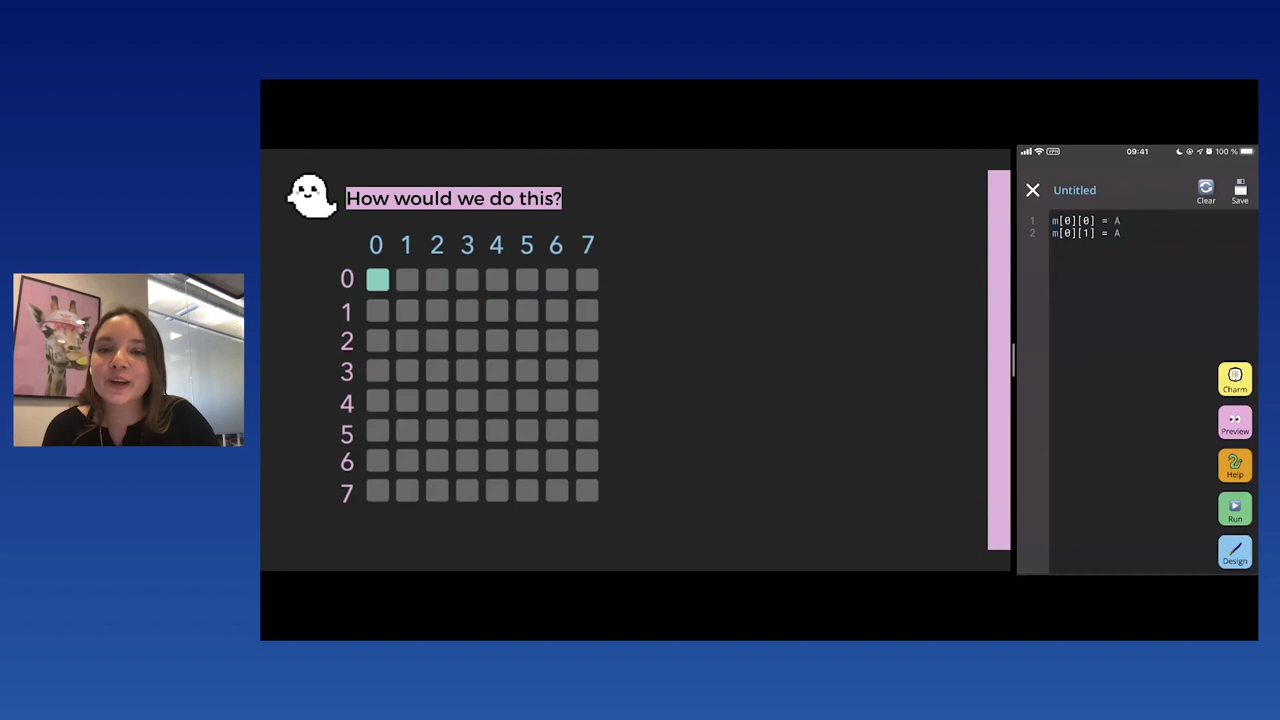 How would we do this?
0 1 2 3 4 5 6 7
0
1
2
3
4
5
6
7
VPN 09:41 100 %
Untitled
Clear
Save
1 m[0][0] = A
2 m[0][1] = A
Charm
Preview
Help
Run
Design